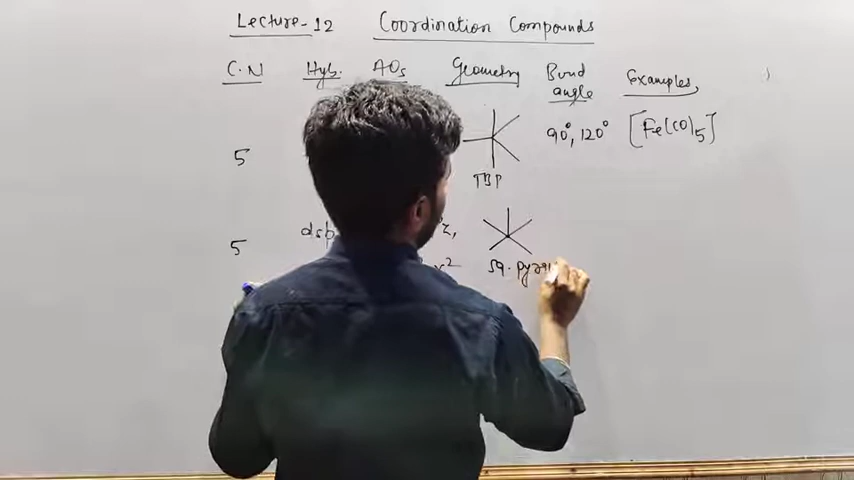 Lecture-12 Coordination Compounds
C.N Hyb. AOs Geometry Bond angle Examples
5 TBP 90°, 120° [Fe(CO)5]
5 z,
sq. pyra